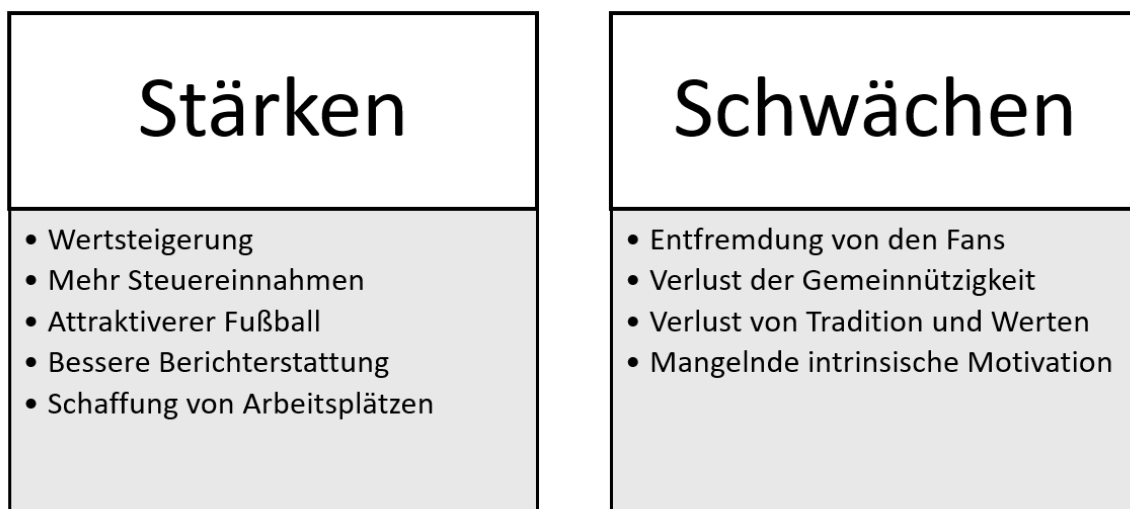 Stärken
• Wertsteigerung
• Mehr Steuereinnahmen
• Attraktiverer Fußball
• Bessere Berichterstattung
• Schaffung von Arbeitsplätzen
Schwächen
• Entfremdung von den Fans
• Verlust der Gemeinnützigkeit
• Verlust von Tradition und Werten
• Mangelnde intrinsische Motivation